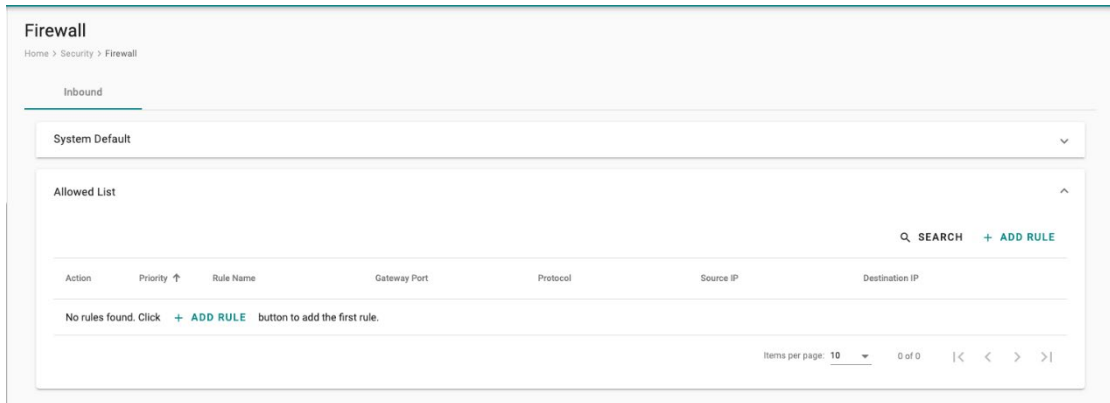 Firewall
Home > Security > Firewall
Inbound
System Default
Allowed List
SEARCH + ADD RULE
Action Priority ↑ Rule Name Gateway Port Protocol Source IP Destination IP
No rules found. Click + ADD RULE button to add the first rule.
Items per page: 10 0 of 0